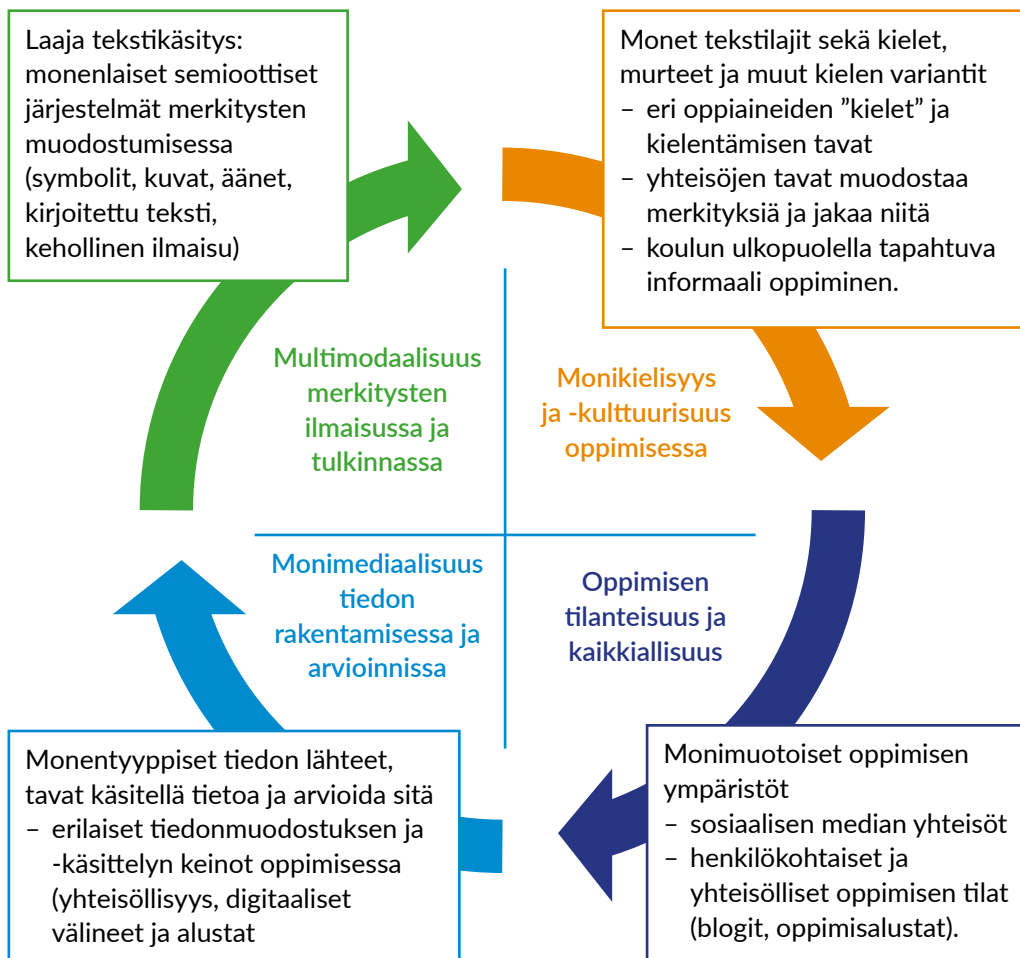 Laaja tekstikäsitys:
monenlaiset semioottiset
järjestelmät merkitysten
muodostumisessa
(symbolit, kuvat, äänet,
kirjoitettu teksti,
kehollinen ilmaisu)
Monet tekstilajit sekä kielet,
murteet ja muut kielen variantit
– eri oppiaineiden ”kielet” ja
kielentämisen tavat
– yhteisöjen tavat muodostaa
merkityksiä ja jakaa niitä
– koulun ulkopuolella tapahtuva
informaali oppiminen.
Multimodaalisuus
merkitysten
ilmaisussa ja
tulkinnassa
Monikielisyys
ja -kulttuurisuus
oppimisessa
Monimediaalisuus
tiedon
rakentamisessa ja
arvioinnissa
Oppimisen
tilanteisuus ja
kaikkiallisuus
Monentyyppiset tiedon lähteet,
tavat käsitellä tietoa ja arvioida sitä
– erilaiset tiedonmuodostuksen ja
-käsittelyn keinot oppimisessa
(yhteisöllisyys, digitaaliset
välineet ja alustat
Monimuotoiset oppimisen
ympäristöt
– sosiaalisen median yhteisöt
– henkilökohtaiset ja
yhteisölliset oppimisen tilat
(blogit, oppimisalustat).